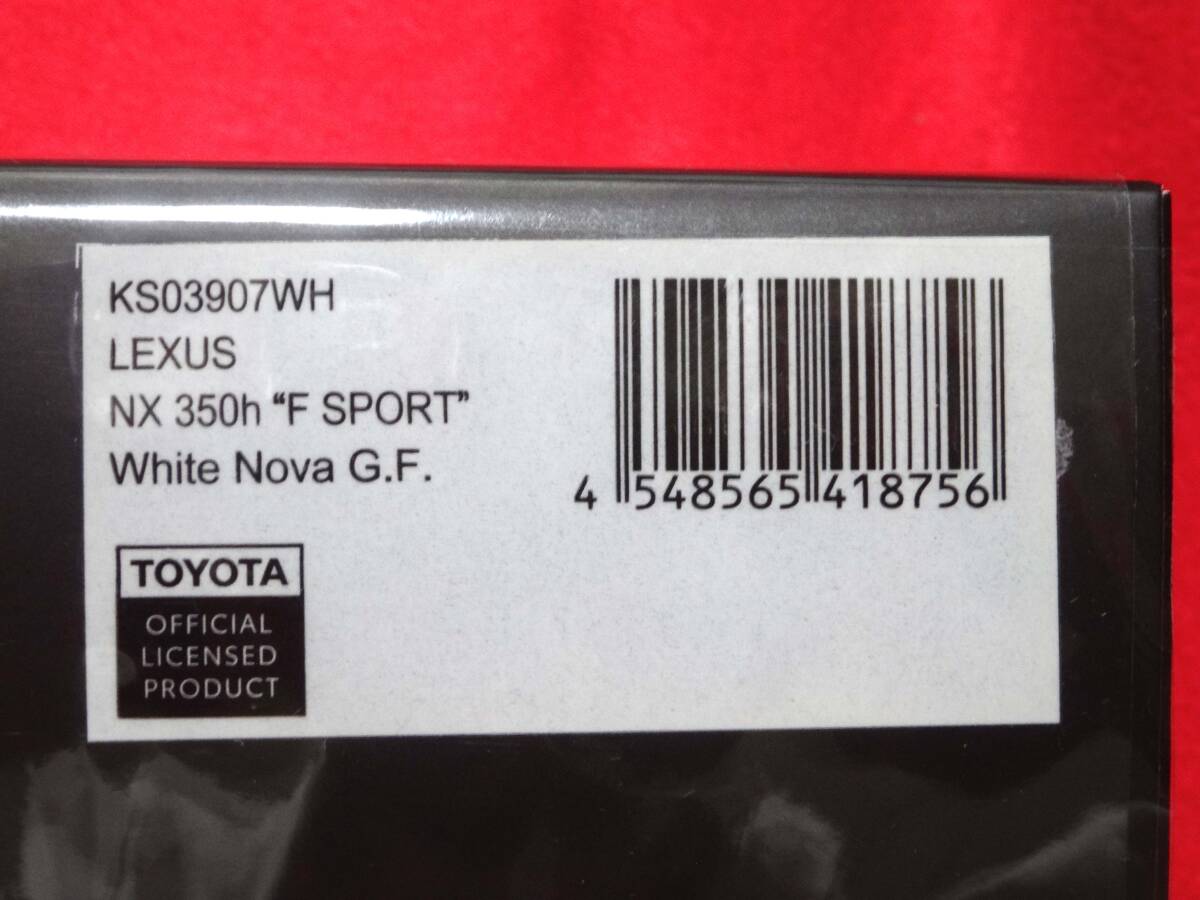 KS03907WH
LEXUS
NX 350h “F SPORT”
White Nova G.F.
4 548565 418756
TOYOTA
OFFICIAL
LICENSED
PRODUCT